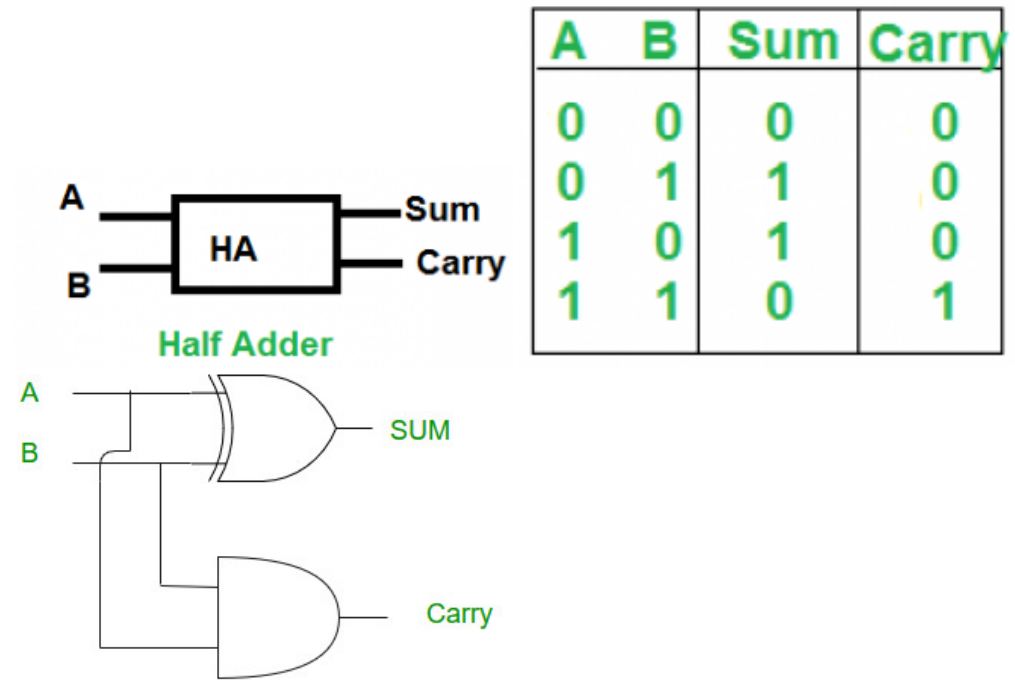 A B Sum Carry
0 0 0 0
0 1 1 0
1 0 1 0
1 1 0 1
A
Sum
HA
B
Carry
Half Adder
A
SUM
B
Carry